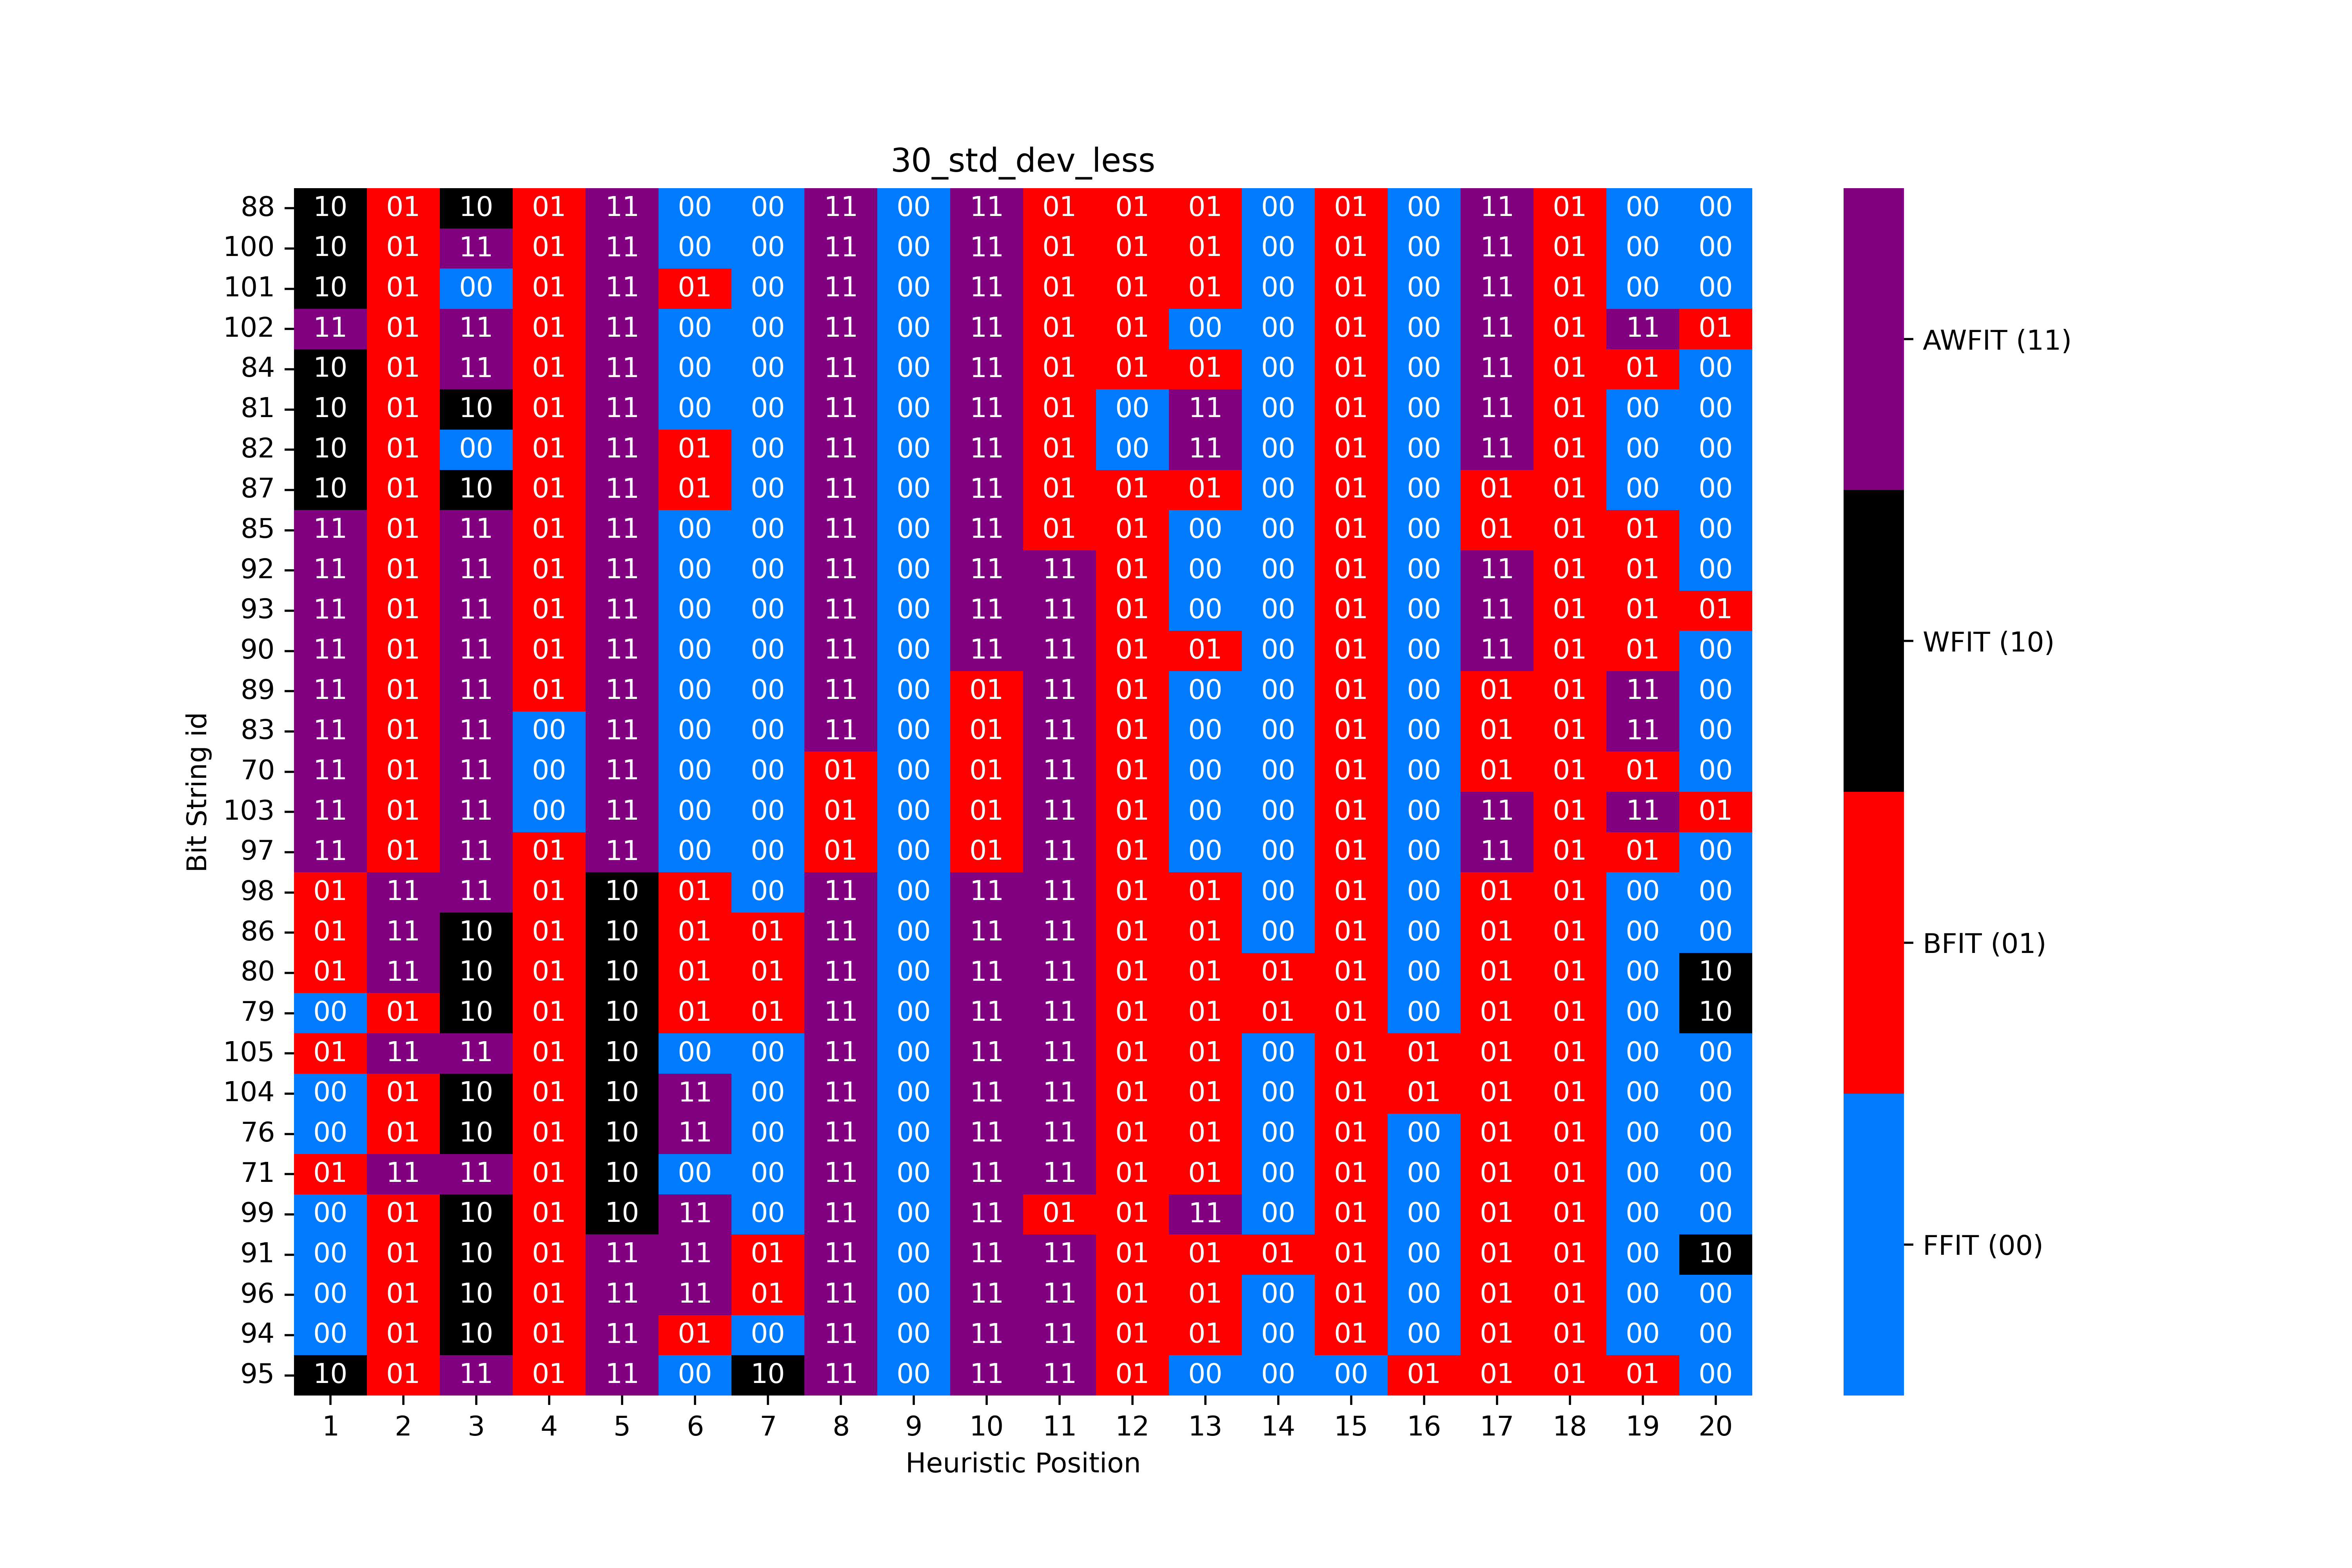 30_std_dev_less
88 10 01 10 01 11 00 00 11 00 11 01 01 01 00 01 00 11 01 00 00
100 10 01 11 01 11 00 00 11 00 11 01 01 01 00 01 00 11 01 00 00
101 10 01 00 01 11 01 00 11 00 11 01 01 01 00 01 00 11 01 00 00
102 11 01 11 01 11 00 00 11 00 11 01 01 00 00 01 00 11 01 11 01
84 10 01 11 01 11 00 00 11 00 11 01 01 01 00 01 00 11 01 01 00
81 10 01 10 01 11 00 00 11 00 11 01 00 11 00 01 00 11 01 00 00
82 10 01 00 01 11 01 00 11 00 11 01 00 11 00 01 00 11 01 00 00
87 10 01 10 01 11 01 00 11 00 11 01 01 01 00 01 00 01 01 00 00
85 11 01 11 01 11 00 00 11 00 11 01 01 00 00 01 00 01 01 01 00
92 11 01 11 01 11 00 00 11 00 11 11 01 00 00 01 00 11 01 01 00
93 11 01 11 01 11 00 00 11 00 11 11 01 00 00 01 00 11 01 01 01
90 11 01 11 01 11 00 00 11 00 11 11 01 01 00 01 00 11 01 01 00
89 11 01 11 01 11 00 00 11 00 01 11 01 00 00 01 00 01 01 11 00
83 11 01 11 00 11 00 00 11 00 01 11 01 00 00 01 00 01 01 11 00
70 11 01 11 00 11 00 00 01 00 01 11 01 00 00 01 00 01 01 01 00
103 11 01 11 00 11 00 00 01 00 01 11 01 00 00 01 00 11 01 11 01
97 11 01 11 01 11 00 00 01 00 01 11 01 00 00 01 00 11 01 01 00
98 01 11 11 01 10 01 00 11 00 11 11 01 01 00 01 00 01 01 00 00
86 01 11 10 01 10 01 01 11 00 11 11 01 01 00 01 00 01 01 00 00
80 01 11 10 01 10 01 01 11 00 11 11 01 01 01 01 00 01 01 00 10
79 00 01 10 01 10 01 01 11 00 11 11 01 01 01 01 00 01 01 00 10
105 01 11 11 01 10 00 00 11 00 11 11 01 01 00 01 01 01 01 00 00
104 00 01 10 01 10 11 00 11 00 11 11 01 01 00 01 01 01 01 00 00
76 00 01 10 01 10 11 00 11 00 11 11 01 01 00 01 00 01 01 00 00
71 01 11 11 01 10 00 00 11 00 11 11 01 01 00 01 00 01 01 00 00
99 00 01 10 01 10 11 00 11 00 11 01 01 11 00 01 00 01 01 00 00
91 00 01 10 01 11 11 01 11 00 11 11 01 01 01 01 00 01 01 00 10
96 00 01 10 01 11 11 01 11 00 11 11 01 01 00 01 00 01 01 00 00
94 00 01 10 01 11 01 00 11 00 11 11 01 01 00 01 00 01 01 00 00
95 10 01 11 01 11 00 10 11 00 11 11 01 00 00 00 01 01 01 01 00
1 2 3 4 5 6 7 8 9 10 11 12 13 14 15 16 17 18 19 20
Heuristic Position
Bit String id
AWFIT (11)
WFIT (10)
BFIT (01)
FFIT (00)